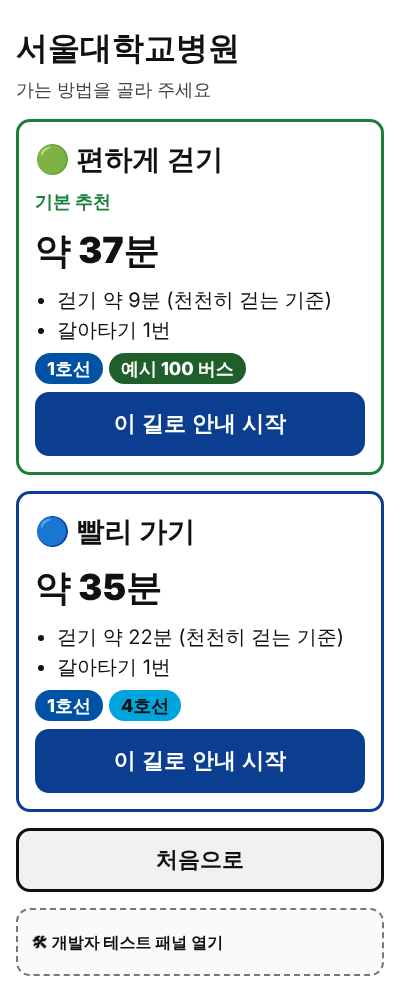 서울대학교병원
가는 방법을 골라 주세요
🟢 편하게 걷기
기본 추천
약 37분
• 걷기 약 9분 (천천히 걷는 기준)
• 갈아타기 1번
1호선 예시 100 버스
이 길로 안내 시작
🔵 빨리 가기
약 35분
• 걷기 약 22분 (천천히 걷는 기준)
• 갈아타기 1번
1호선 4호선
이 길로 안내 시작
처음으로
🛠 개발자 테스트 패널 열기